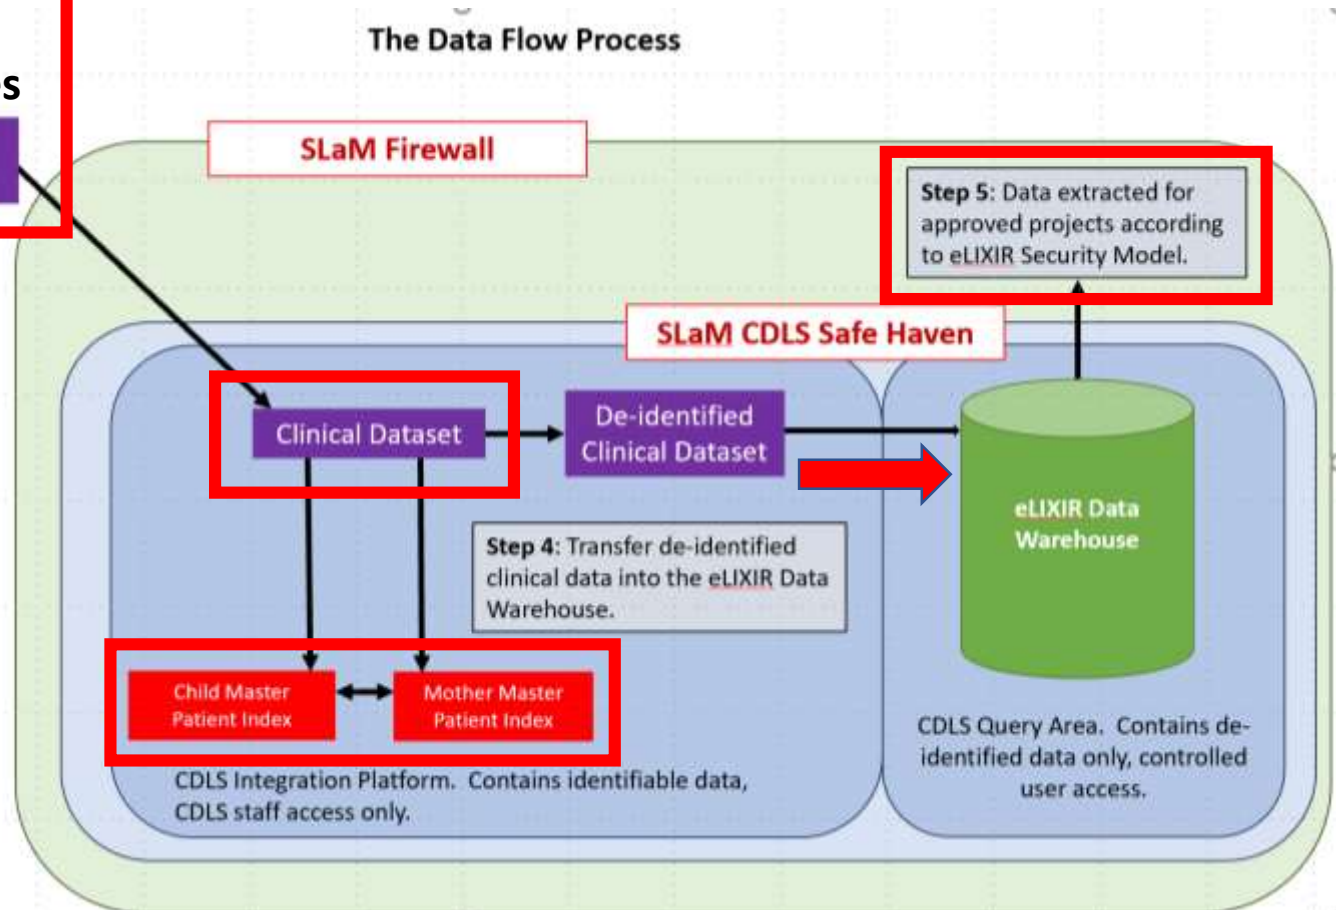 The Data Flow Process
s
SLaM Firewall
Step 5: Data extracted for
approved projects according
to eLIXIR Security Model.
SLaM CDLS Safe Haven
Clinical Dataset
De-identified
Clinical Dataset
eLIXIR Data
Warehouse
Step 4: Transfer de-identified
clinical data into the eLIXIR Data
Warehouse.
Child Master
Patient Index
Mother Master
Patient Index
CDLS Integration Platform. Contains identifiable data,
CDLS staff access only.
CDLS Query Area. Contains de-
identified data only, controlled
user access.